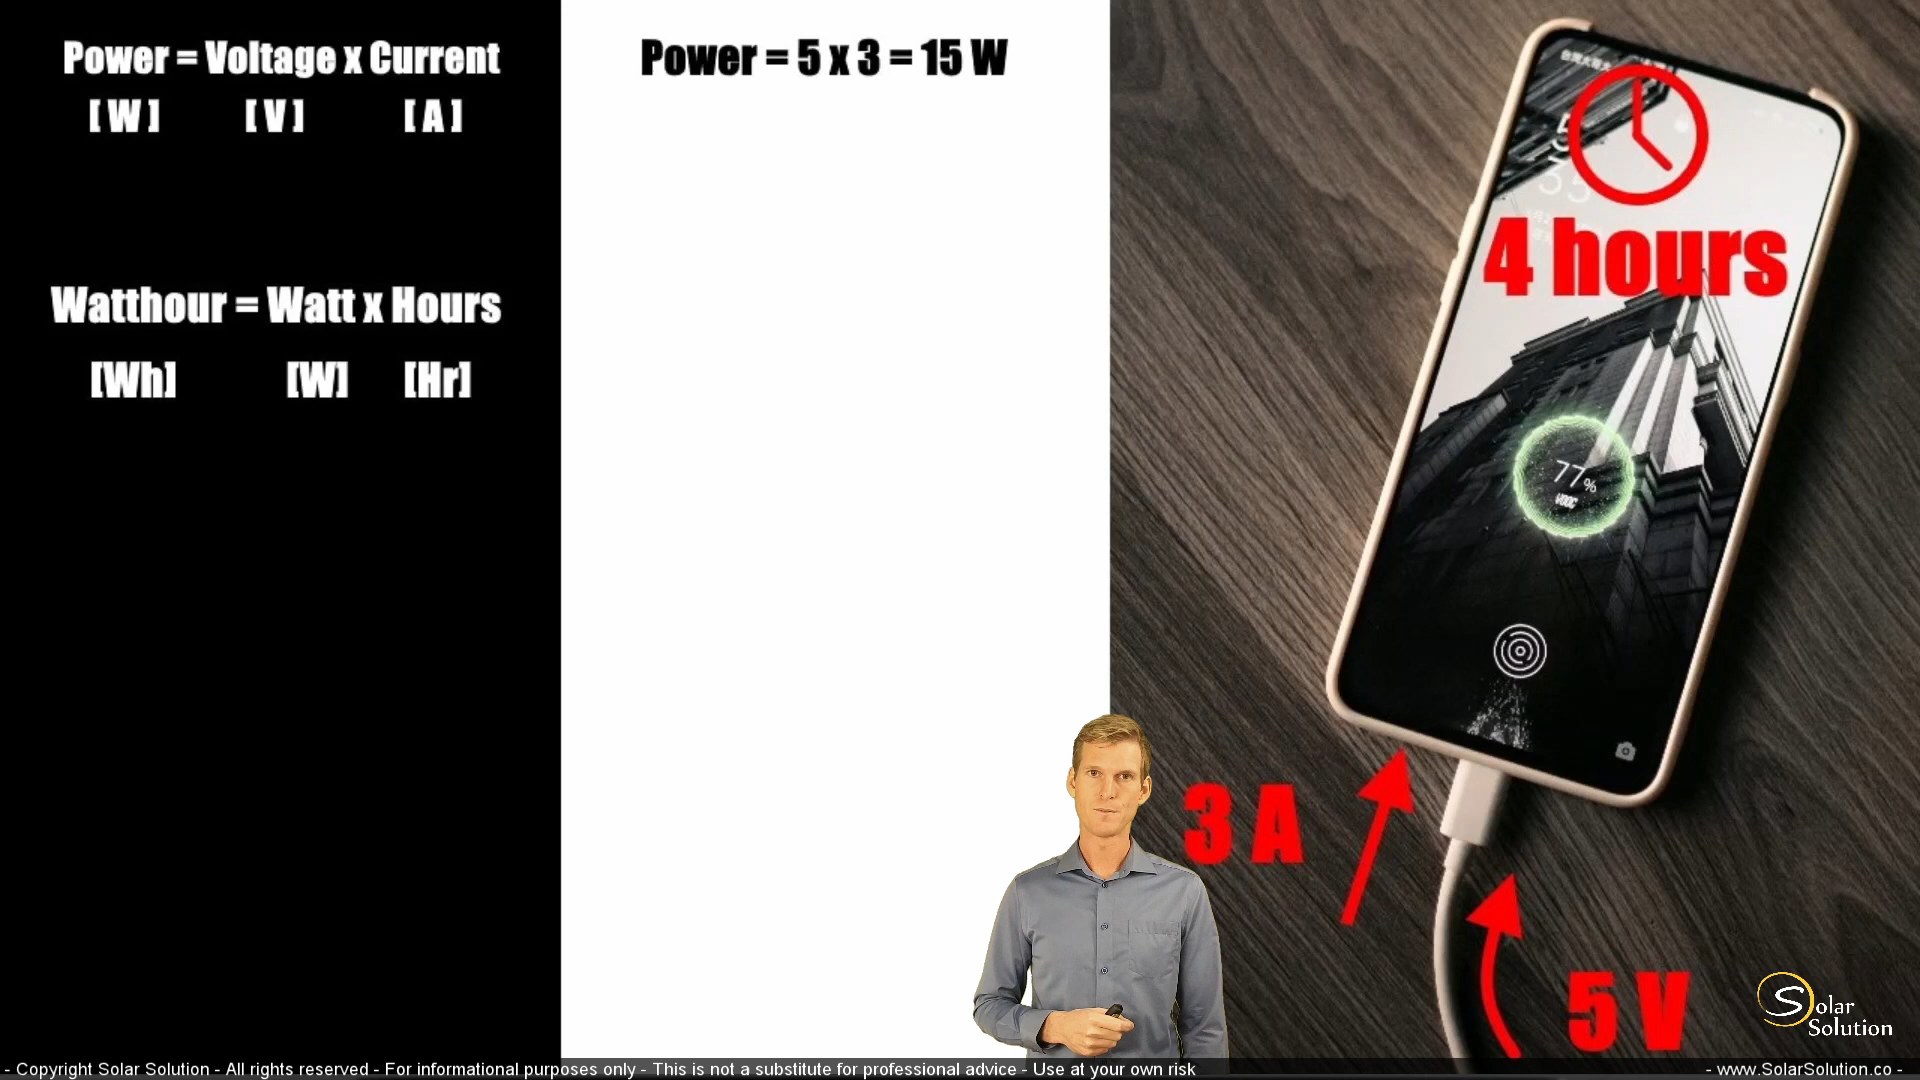 Power = Voltage x Current
[ W ] [ V ] [ A ]
Watthour = Watt x Hours
[Wh] [W] [Hr]
Power = 5 x 3 = 15 W
4 hours
77%
VOOC
3 A
5 V
Solar
Solution
- Copyright Solar Solution - All rights reserved - For informational purposes only - This is not a substitute for professional advice - Use at your own risk
- www.SolarSolution.co -